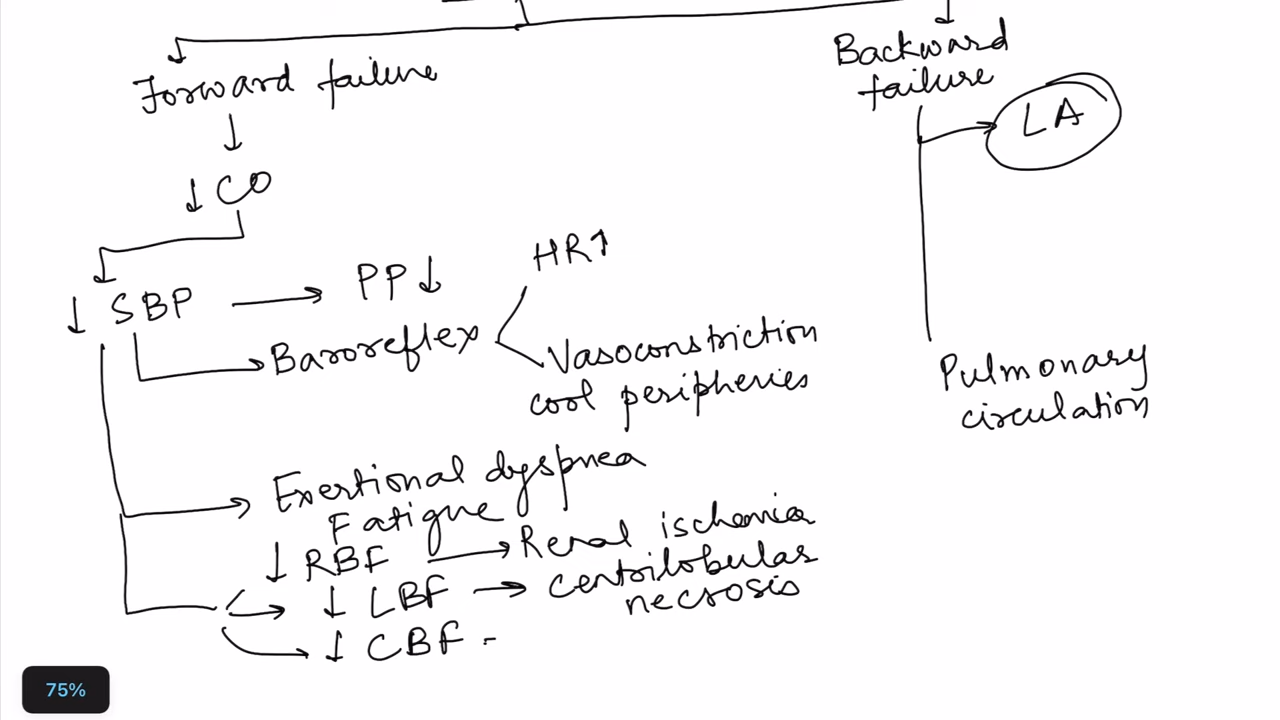 Forward failure
↓ CO
↓ SBP → PP↓
Baroreflex
HR↑
Vasoconstriction
cool peripheries
Exertional dyspnea
Fatigue
↓ RBF → Renal ischemia
↓ LBF → Centrilobular
necrosis
↓ CBF -
Backward
failure
LA
Pulmonary
circulation
75%